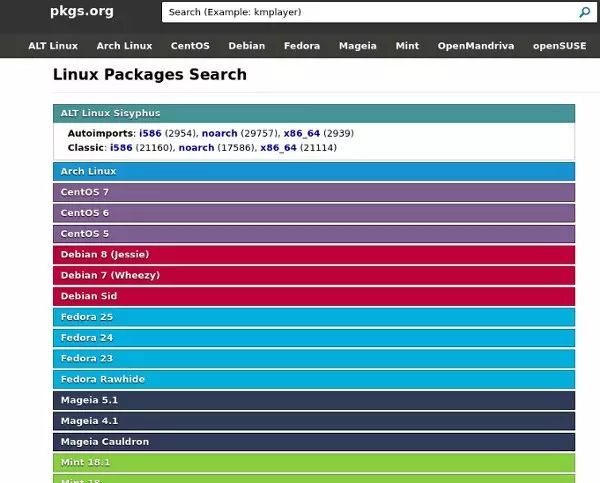 pkgs.org
Search (Example: kmplayer)
ALT Linux Arch Linux CentOS Debian Fedora Mageia Mint OpenMandriva openSUSE
Linux Packages Search
ALT Linux Sisyphus
Autoimports: i586 (2954), noarch (29757), x86_64 (2939)
Classic: i586 (21160), noarch (17586), x86_64 (21114)
Arch Linux
CentOS 7
CentOS 6
CentOS 5
Debian 8 (Jessie)
Debian 7 (Wheezy)
Debian Sid
Fedora 25
Fedora 24
Fedora 23
Fedora Rawhide
Mageia 5.1
Mageia 4.1
Mageia Cauldron
Mint 18.1
Mint 18